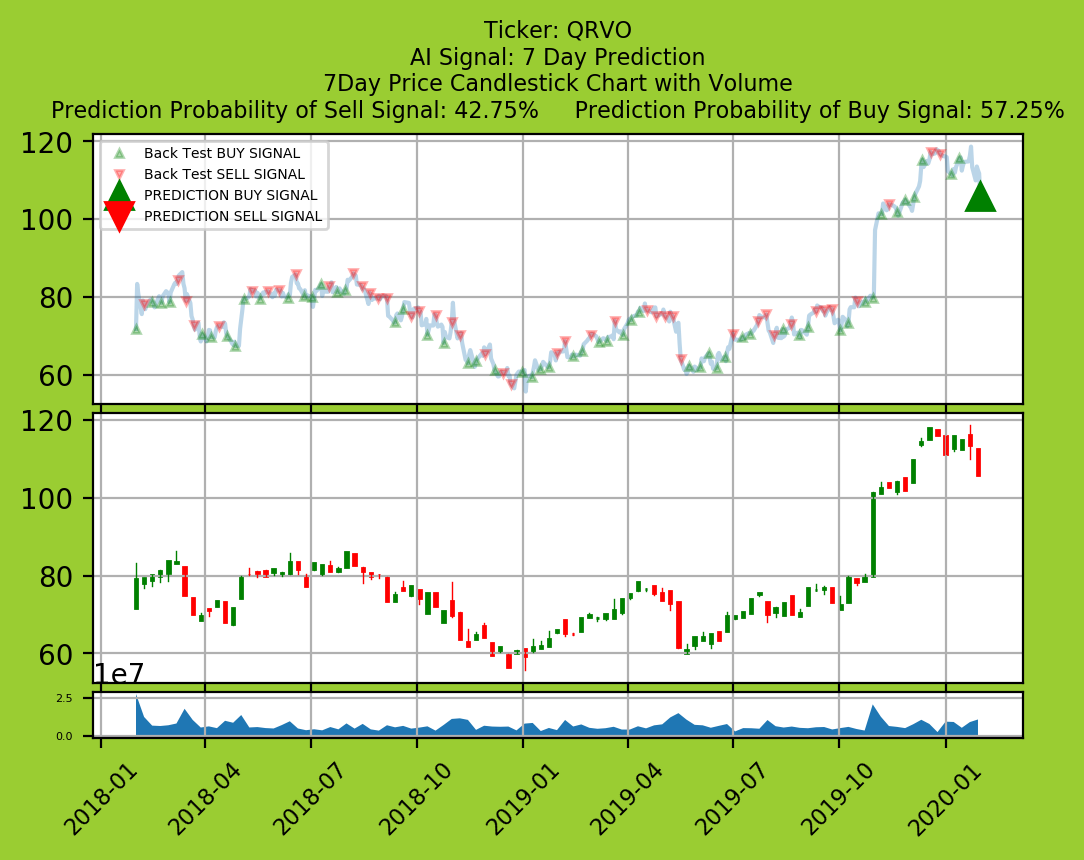 Ticker: QRVO
AI Signal: 7 Day Prediction
7Day Price Candlestick Chart with Volume
Prediction Probability of Sell Signal: 42.75%     Prediction Probability of Buy Signal: 57.25%
Back Test BUY SIGNAL
Back Test SELL SIGNAL
PREDICTION BUY SIGNAL
PREDICTION SELL SIGNAL
120
100
80
60
120
100
80
60
1e7
2.5
0.0
2018-01
2018-04
2018-07
2018-10
2019-01
2019-04
2019-07
2019-10
2020-01